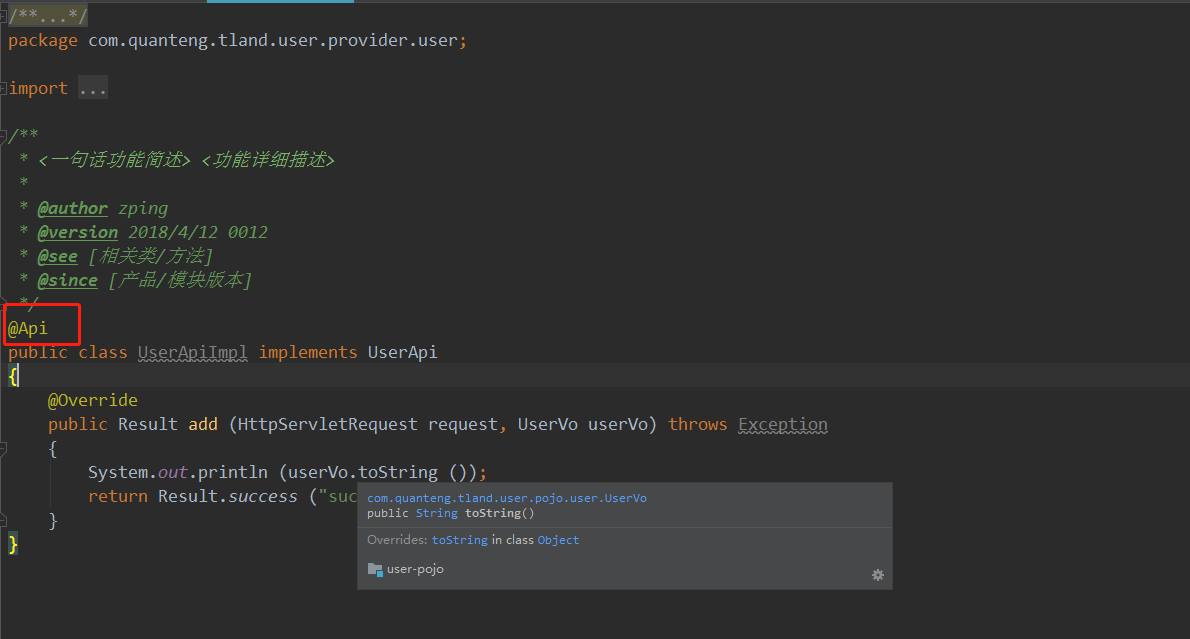 /**...*/
package com.quanteng.tland.user.provider.user;
import ...
/**
* <一句话功能简述> <功能详细描述>
*
* @author zping
* @version 2018/4/12 0012
* @see [相关类/方法]
* @since [产品/模块版本]
*/
@Api
public class UserApiImpl implements UserApi
{
@Override
public Result add (HttpServletRequest request, UserVo userVo) throws Exception
{
System.out.println (userVo.toString ());
return Result.success ("suc
com.quanteng.tland.user.pojo.user.UserVo
public String toString()
Overrides: toString in class Object
user-pojo
}
}